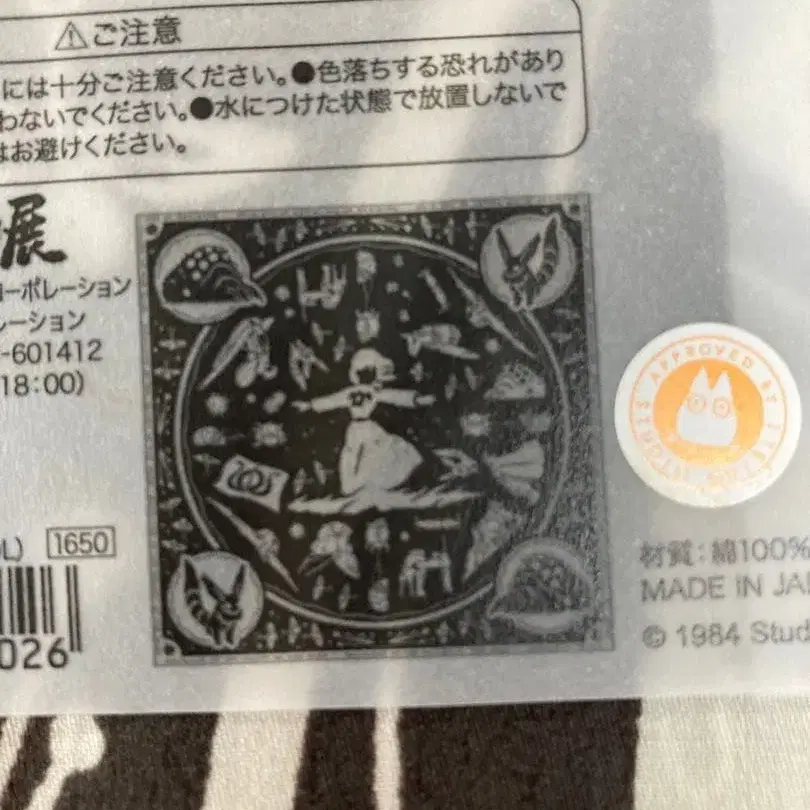 ⚠ご注意
には十分ご注意ください。●色落ちする恐れがあり
わないでください。●水につけた状態で放置しないで
はお避けください。
展
コーポレーション
レーション
-601412
18:00)
APPROVED BY
L) 1650
026
材質:綿100%
MADE IN JA
© 1984 Stud